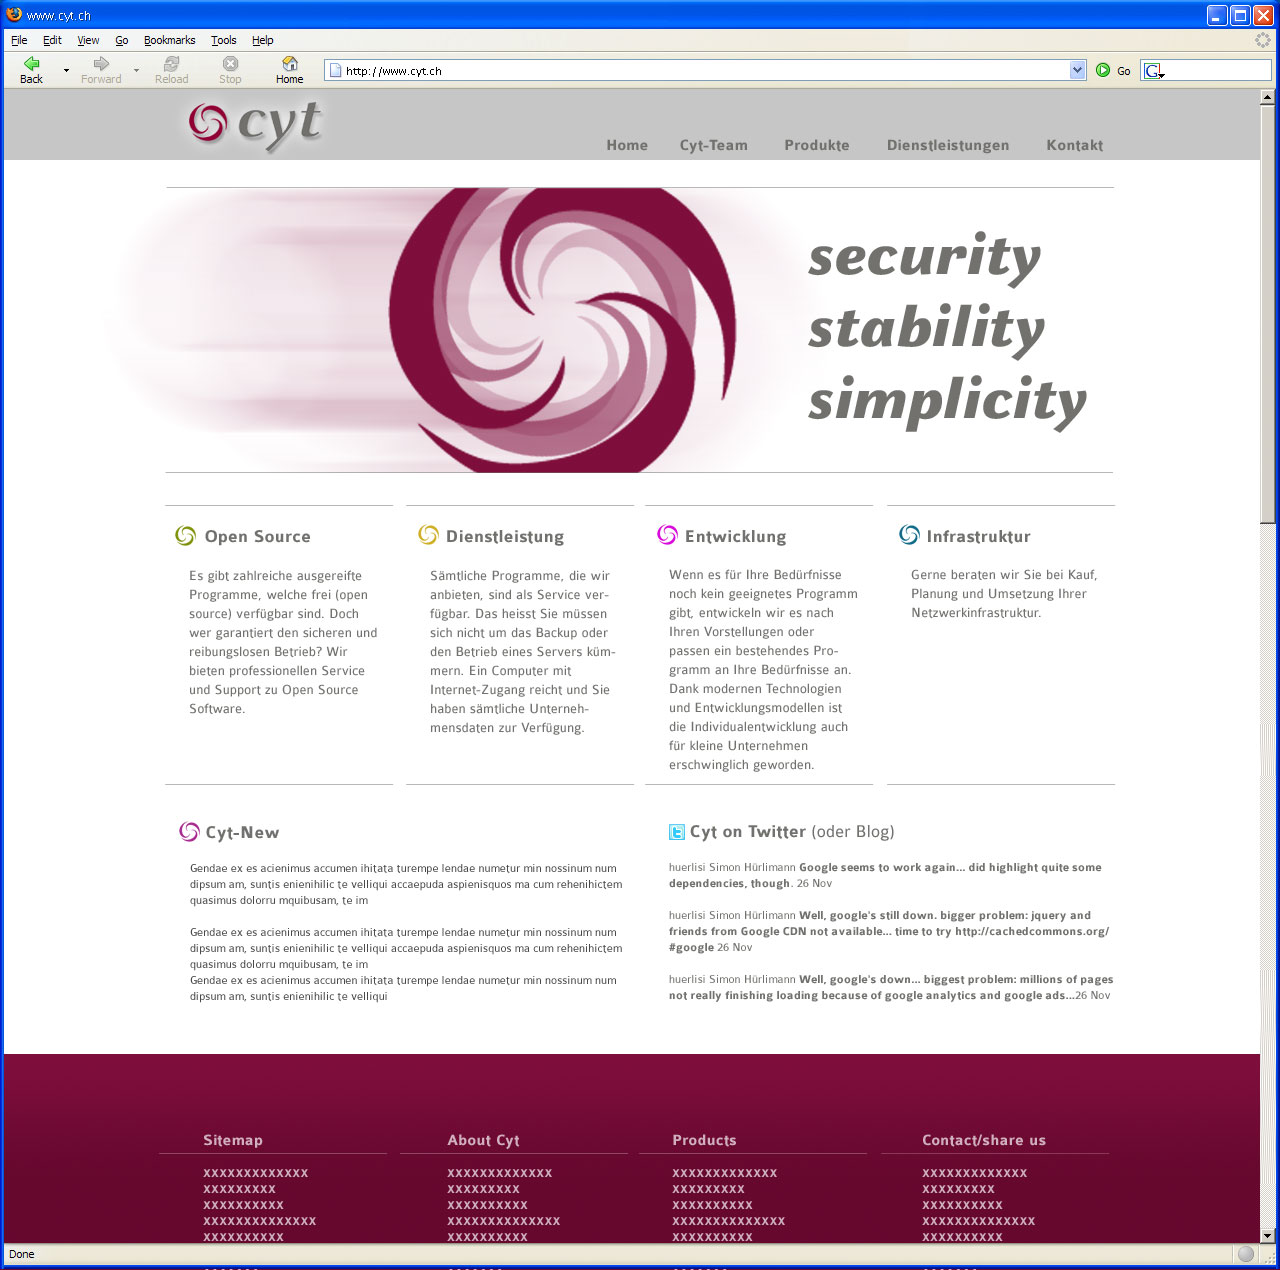 www.cyt.ch
File Edit View Go Bookmarks Tools Help
Back Forward Reload Stop Home http://www.cyt.ch Go G
cyt
Home Cyt-Team Produkte Dienstleistungen Kontakt
security
stability
simplicity
Open Source
Es gibt zahlreiche ausgereifte
Programme, welche frei (open
source) verfügbar sind. Doch
wer garantiert den sicheren und
reibungslosen Betrieb? Wir
bieten professionellen Service
und Support zu Open Source
Software.
Dienstleistung
Sämtliche Programme, die wir
anbieten, sind als Service ver-
fügbar. Das heisst Sie müssen
sich nicht um das Backup oder
den Betrieb eines Servers küm-
mern. Ein Computer mit
Internet-Zugang reicht und Sie
haben sämtliche Unterneh-
mensdaten zur Verfügung.
Entwicklung
Wenn es für Ihre Bedürfnisse
noch kein geeignetes Programm
gibt, entwickeln wir es nach
Ihren Vorstellungen oder
passen ein bestehendes Pro-
gramm an Ihre Bedürfnisse an.
Dank modernen Technologien
und Entwicklungsmodellen ist
die Individualentwicklung auch
für kleine Unternehmen
erschwinglich geworden.
Infrastruktur
Gerne beraten wir Sie bei Kauf,
Planung und Umsetzung Ihrer
Netzwerkinfrastruktur.
Cyt-New
Gendae ex es acienimus accumen ihitata turempe lendae numetur min nossinum num
dipsum am, suntis enienihilic te velliqui accaepuda aspienisquos ma cum rehenihictem
quasimus dolorru mquibusam, te im
Gendae ex es acienimus accumen ihitata turempe lendae numetur min nossinum num
dipsum am, suntis enienihilic te velliqui accaepuda aspienisquos ma cum rehenihictem
quasimus dolorru mquibusam, te im
Gendae ex es acienimus accumen ihitata turempe lendae numetur min nossinum num
dipsum am, suntis enienihilic te velliqui
Cyt on Twitter (oder Blog)
huerlisi Simon Hürlimann Google seems to work again... did highlight quite some
dependencies, though. 26 Nov
huerlisi Simon Hürlimann Well, google's still down. bigger problem: jquery and
friends from Google CDN not available... time to try http://cachedcommons.org/
#google 26 Nov
huerlisi Simon Hürlimann Well, google's down... biggest problem: millions of pages
not really finishing loading because of google analytics and google ads...26 Nov
Sitemap
xxxxxxxxxxxxx
xxxxxxxxx
xxxxxxxxxx
xxxxxxxxxxxxxx
xxxxxxxxxx
About Cyt
xxxxxxxxxxxxx
xxxxxxxxx
xxxxxxxxxx
xxxxxxxxxxxxxx
xxxxxxxxxx
Products
xxxxxxxxxxxxx
xxxxxxxxx
xxxxxxxxxx
xxxxxxxxxxxxxx
xxxxxxxxxx
Contact/share us
xxxxxxxxxxxxx
xxxxxxxxx
xxxxxxxxxx
xxxxxxxxxxxxxx
xxxxxxxxxx
Done